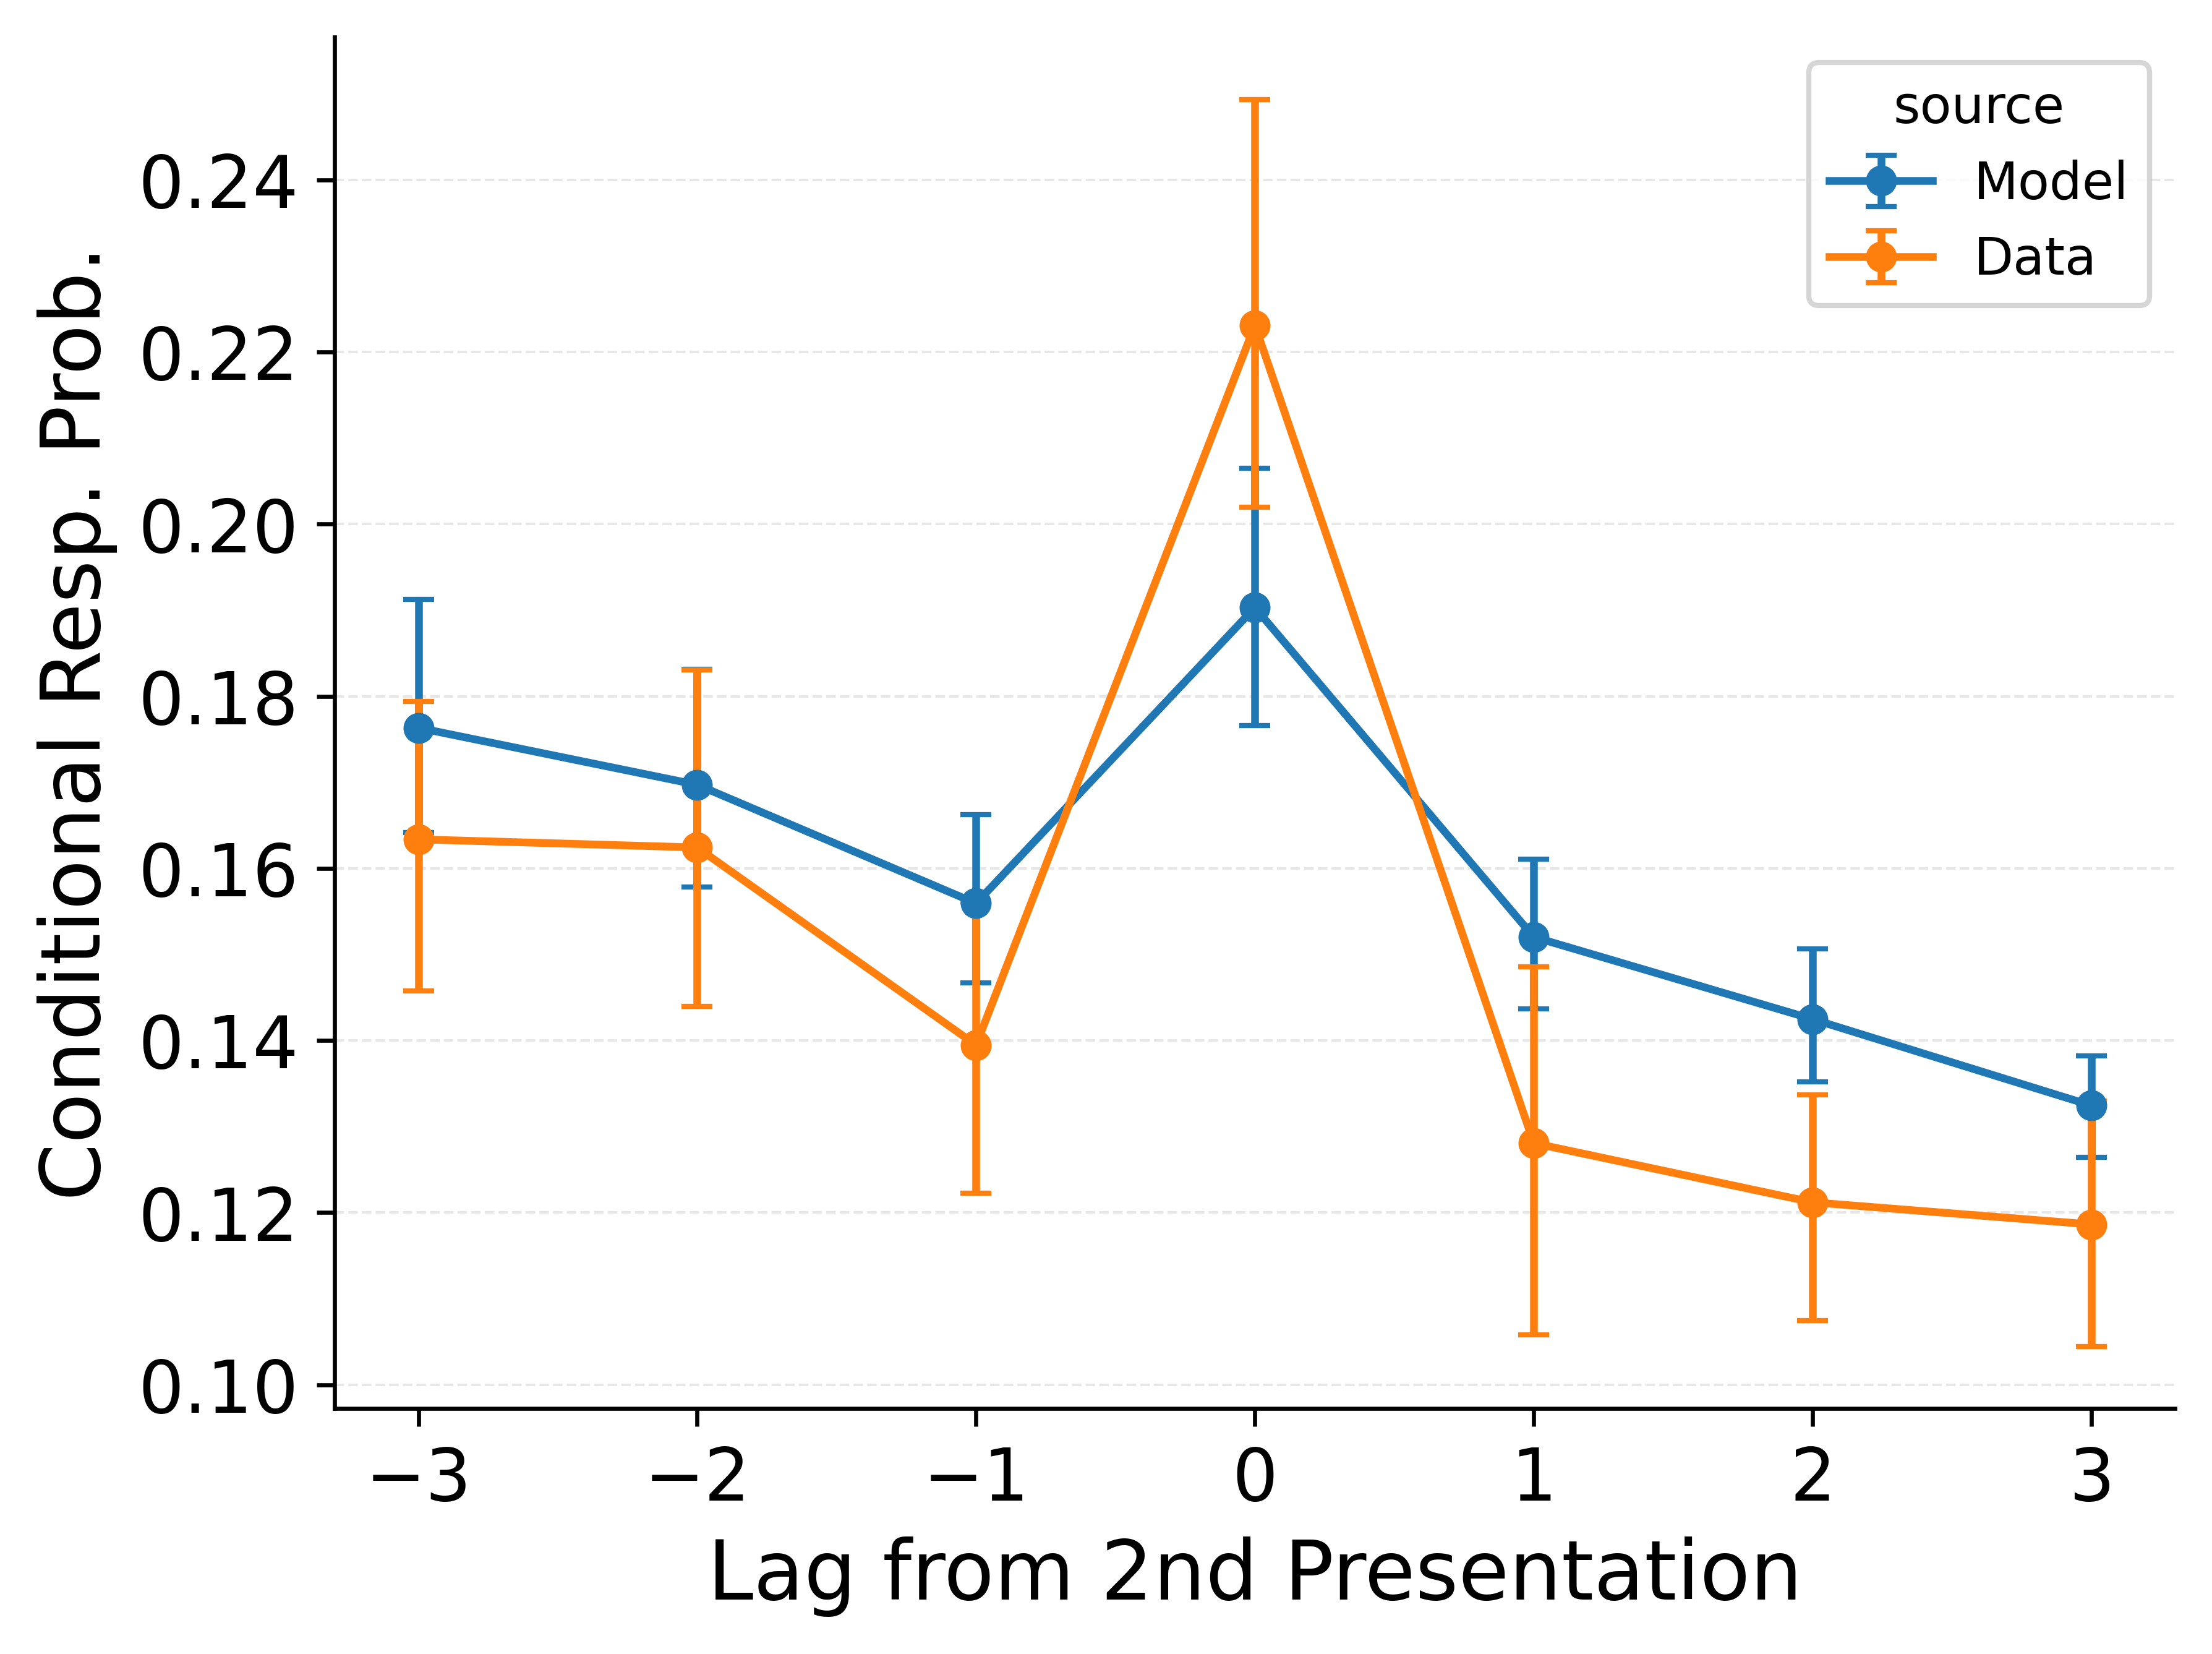 source
Model
Data
Conditional Resp. Prob.
0.24
0.22
0.20
0.18
0.16
0.14
0.12
0.10
−3 −2 −1 0 1 2 3
Lag from 2nd Presentation